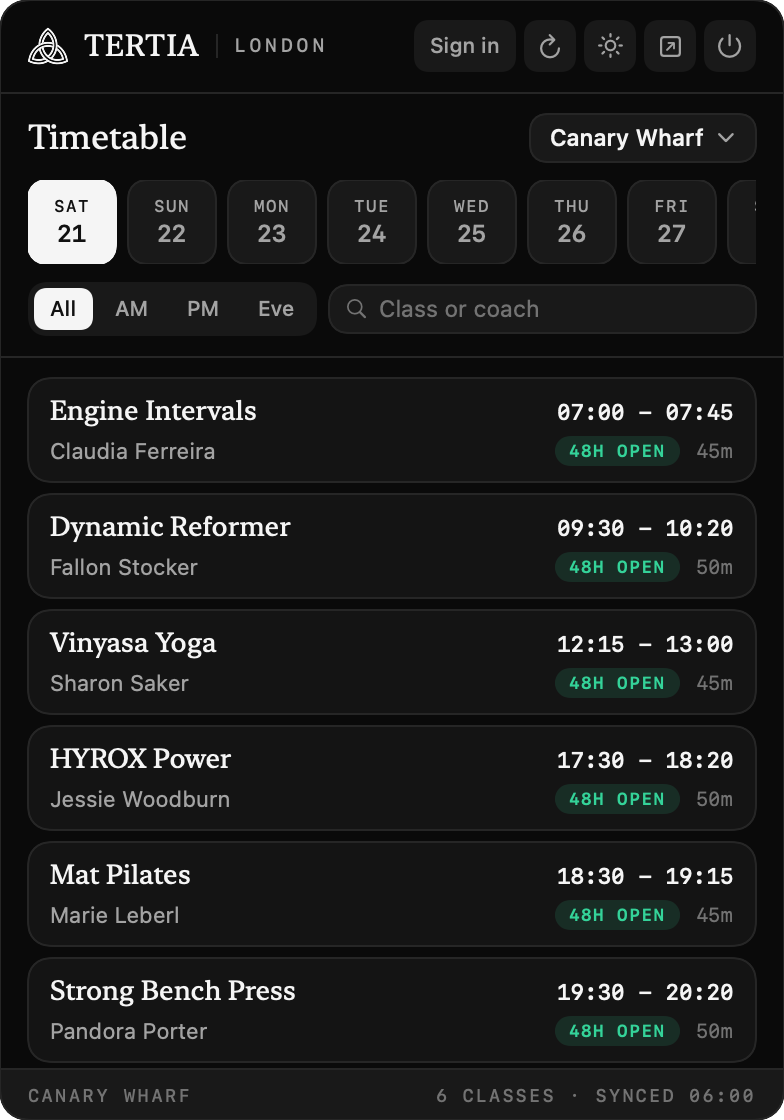 TERTIA LONDON Sign in
Timetable Canary Wharf
SAT SUN MON TUE WED THU FRI
21 22 23 24 25 26 27
All AM PM Eve Class or coach
Engine Intervals 07:00 – 07:45
Claudia Ferreira 48H OPEN 45m
Dynamic Reformer 09:30 – 10:20
Fallon Stocker 48H OPEN 50m
Vinyasa Yoga 12:15 – 13:00
Sharon Saker 48H OPEN 45m
HYROX Power 17:30 – 18:20
Jessie Woodburn 48H OPEN 50m
Mat Pilates 18:30 – 19:15
Marie Leberl 48H OPEN 45m
Strong Bench Press 19:30 – 20:20
Pandora Porter 48H OPEN 50m
CANARY WHARF 6 CLASSES · SYNCED 06:00